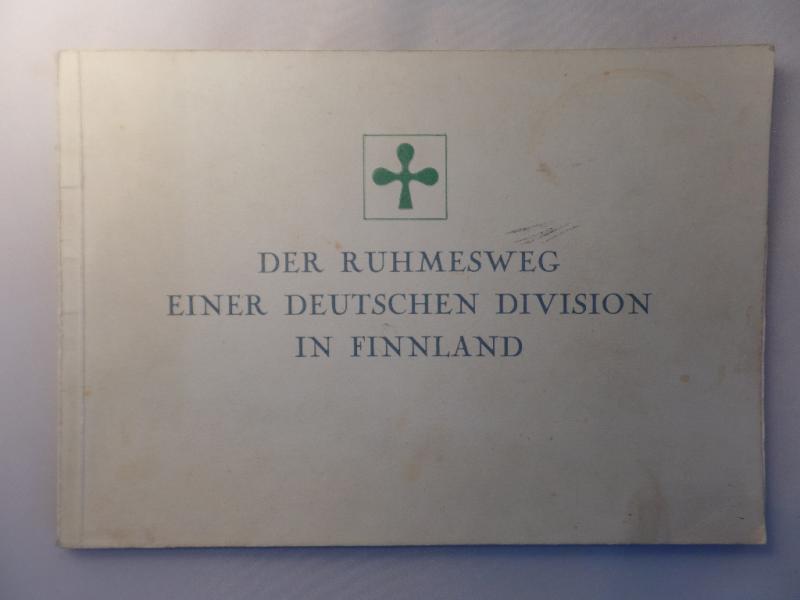 DER RUHMESWEG
EINER DEUTSCHEN DIVISION
IN FINNLAND